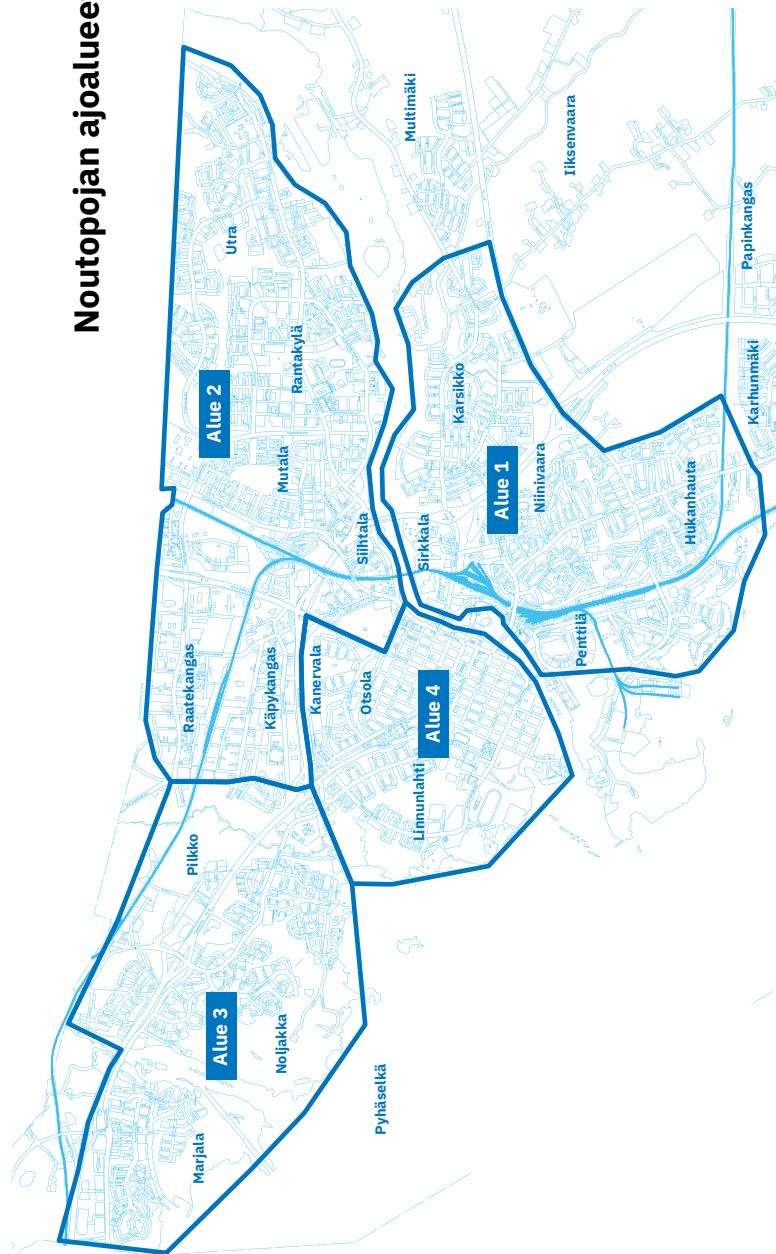 Noutopojan ajoaluee
Marjala
Pilkko
Raatekangas
Alue 3
Alue 2
Utra
Noljakka
Käpykangas
Mutala
Rantakylä
Kanervala
Otsola
Siihtala
Pyhäselkä
Multimäki
Linnunlahti
Alue 4
Sirkkala
Karsikko
Alue 1
Niinivaara
Iiksenvaara
Penttilä
Hukanhauta
Karhunmäki
Papinkangas